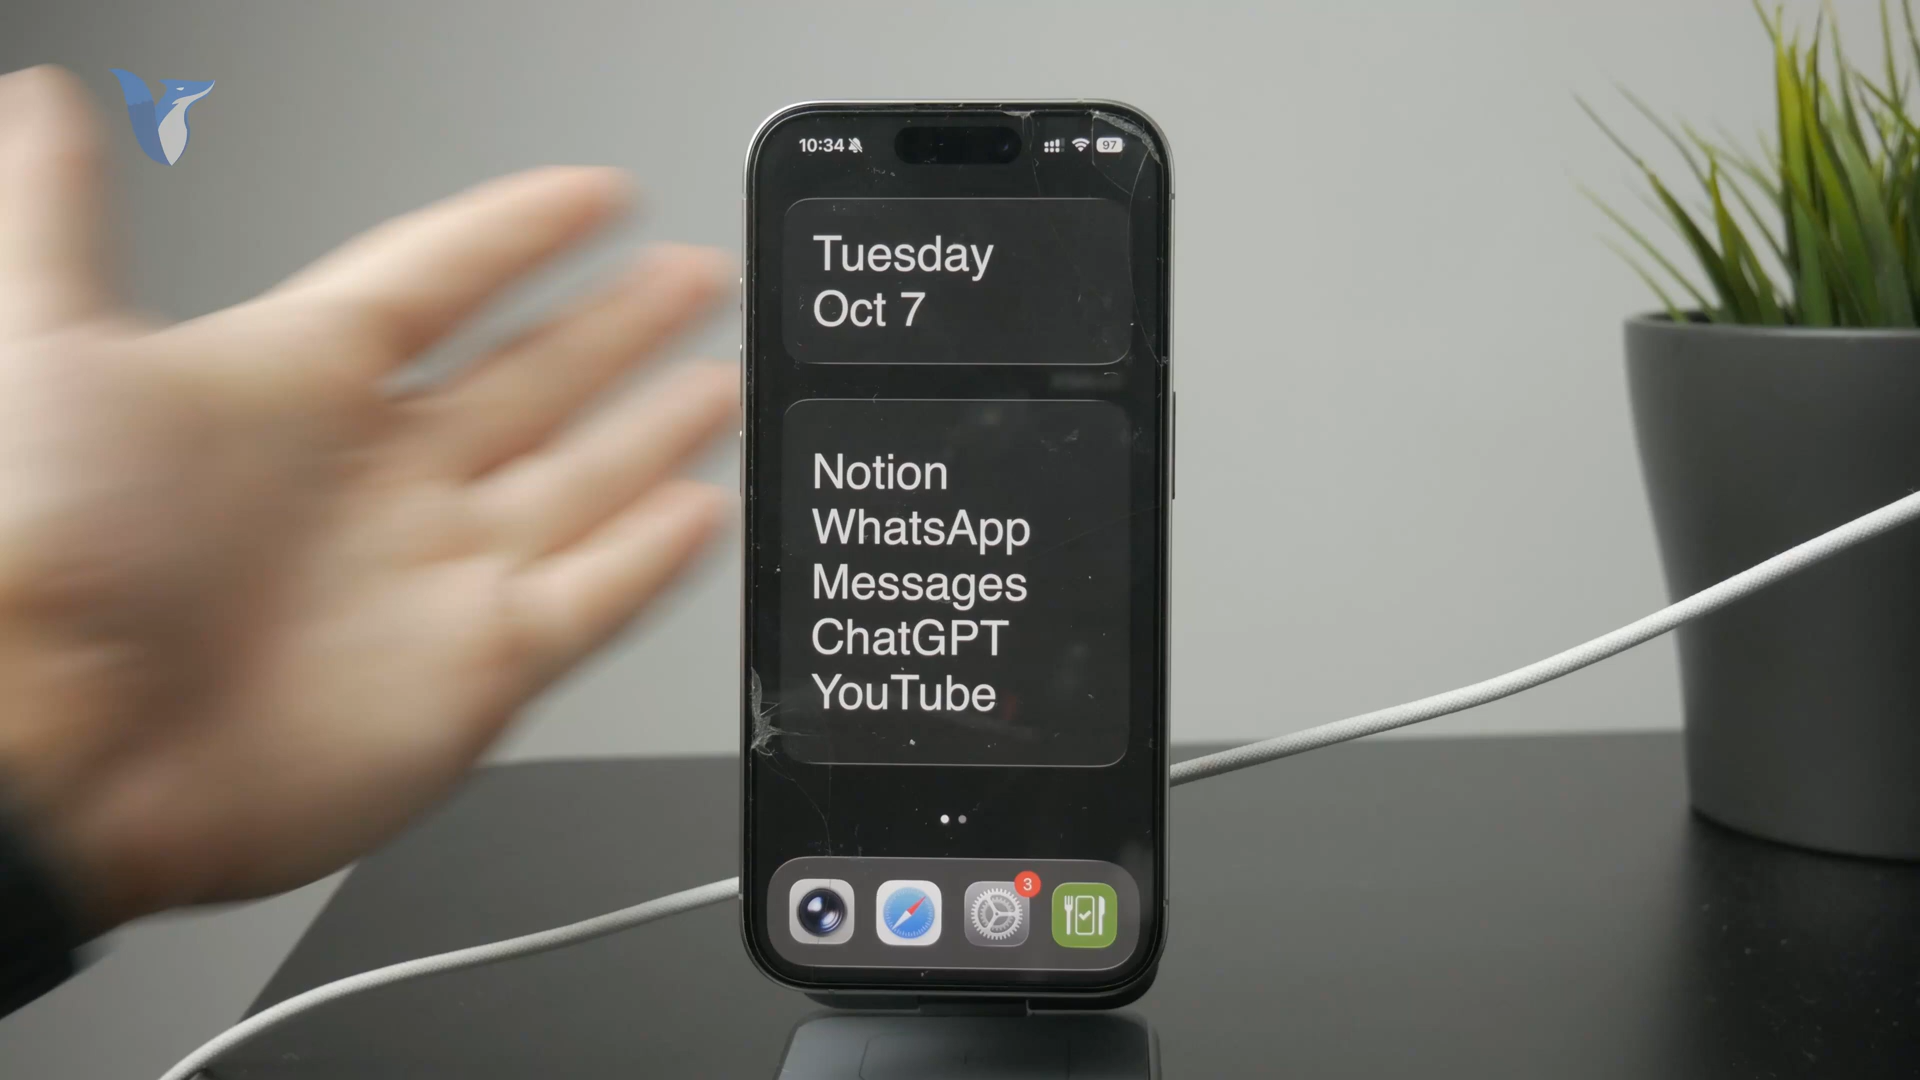 10:34
97
Tuesday
Oct 7
Notion
WhatsApp
Messages
ChatGPT
YouTube
3